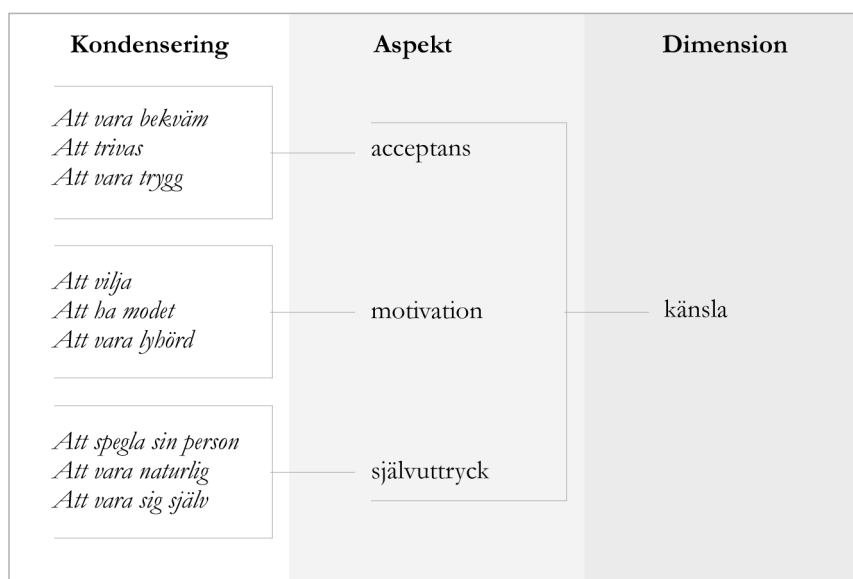 Kondensering
Aspekt
Dimension
Att vara bekväm
Att trivas
Att vara trygg
acceptans
Att vilja
Att ha modet
Att vara lyhörd
motivation
känsla
Att spegla sin person
Att vara naturlig
Att vara sig själv
självuttryck